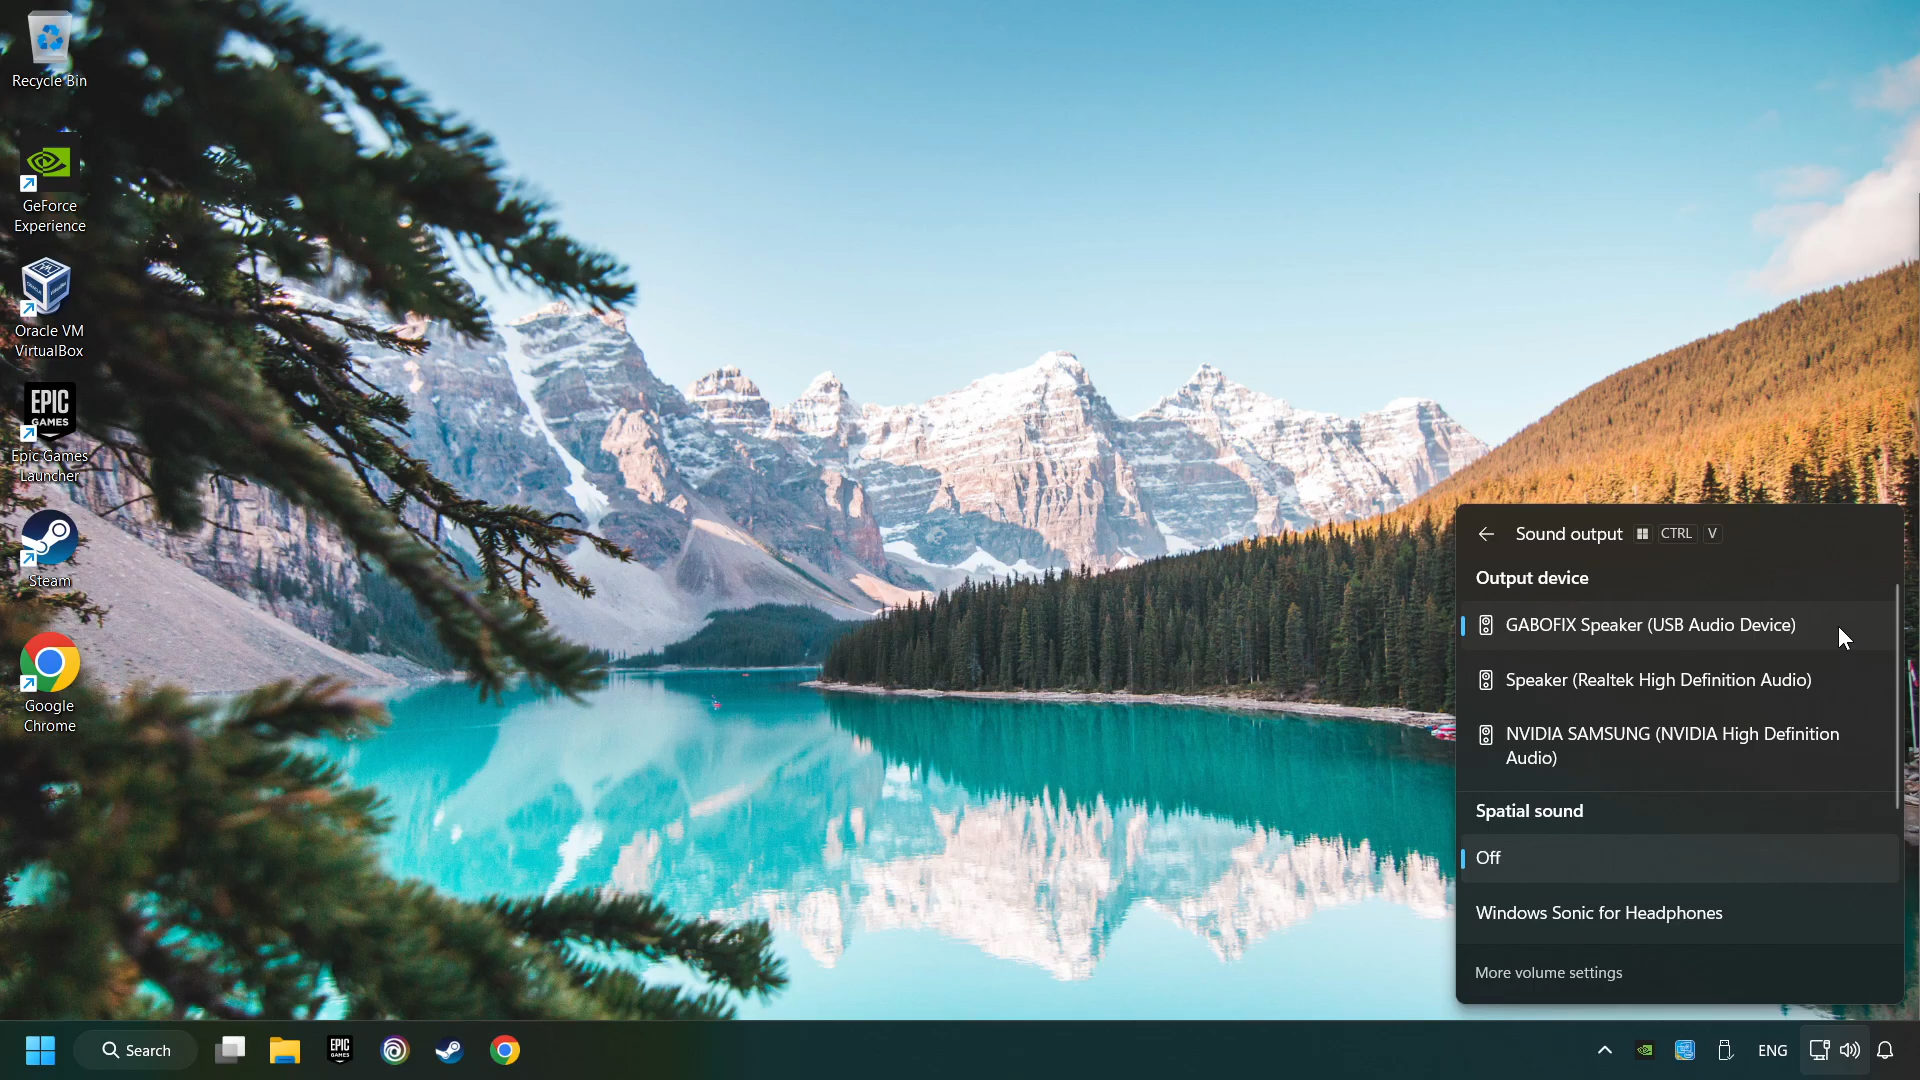 Recycle Bin
GeForce
Experience
Oracle VM
VirtualBox
EPIC
GAMES
Epic Games
Launcher
Steam
Google
Chrome
Sound output CTRL V
Output device
GABOFIX Speaker (USB Audio Device)
Speaker (Realtek High Definition Audio)
NVIDIA SAMSUNG (NVIDIA High Definition
Audio)
Spatial sound
Off
Windows Sonic for Headphones
More volume settings
Search
EPIC
GAMES
ENG